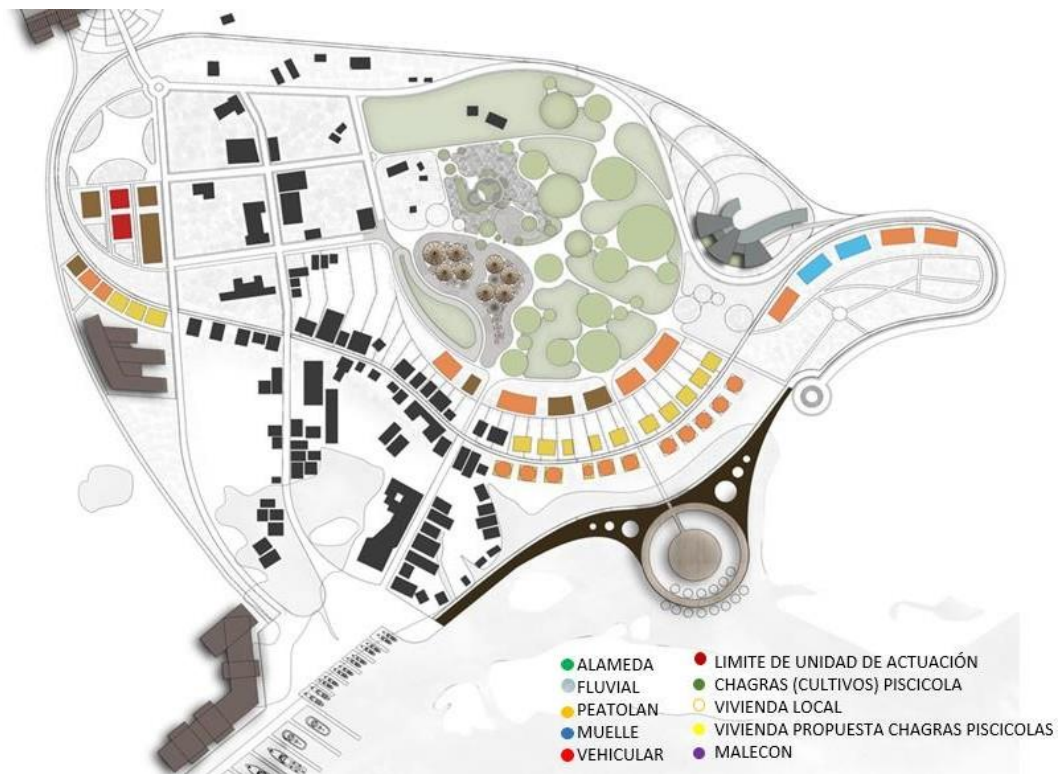 ALAMEDA
FLUVIAL
PEATOLAN
MUELLE
VEHICULAR
LIMITE DE UNIDAD DE ACTUACIÓN
CHAGRAS (CULTIVOS) PISCICOLA
VIVIENDA LOCAL
VIVIENDA PROPUESTA CHAGRAS PISCICOLAS
MALECON